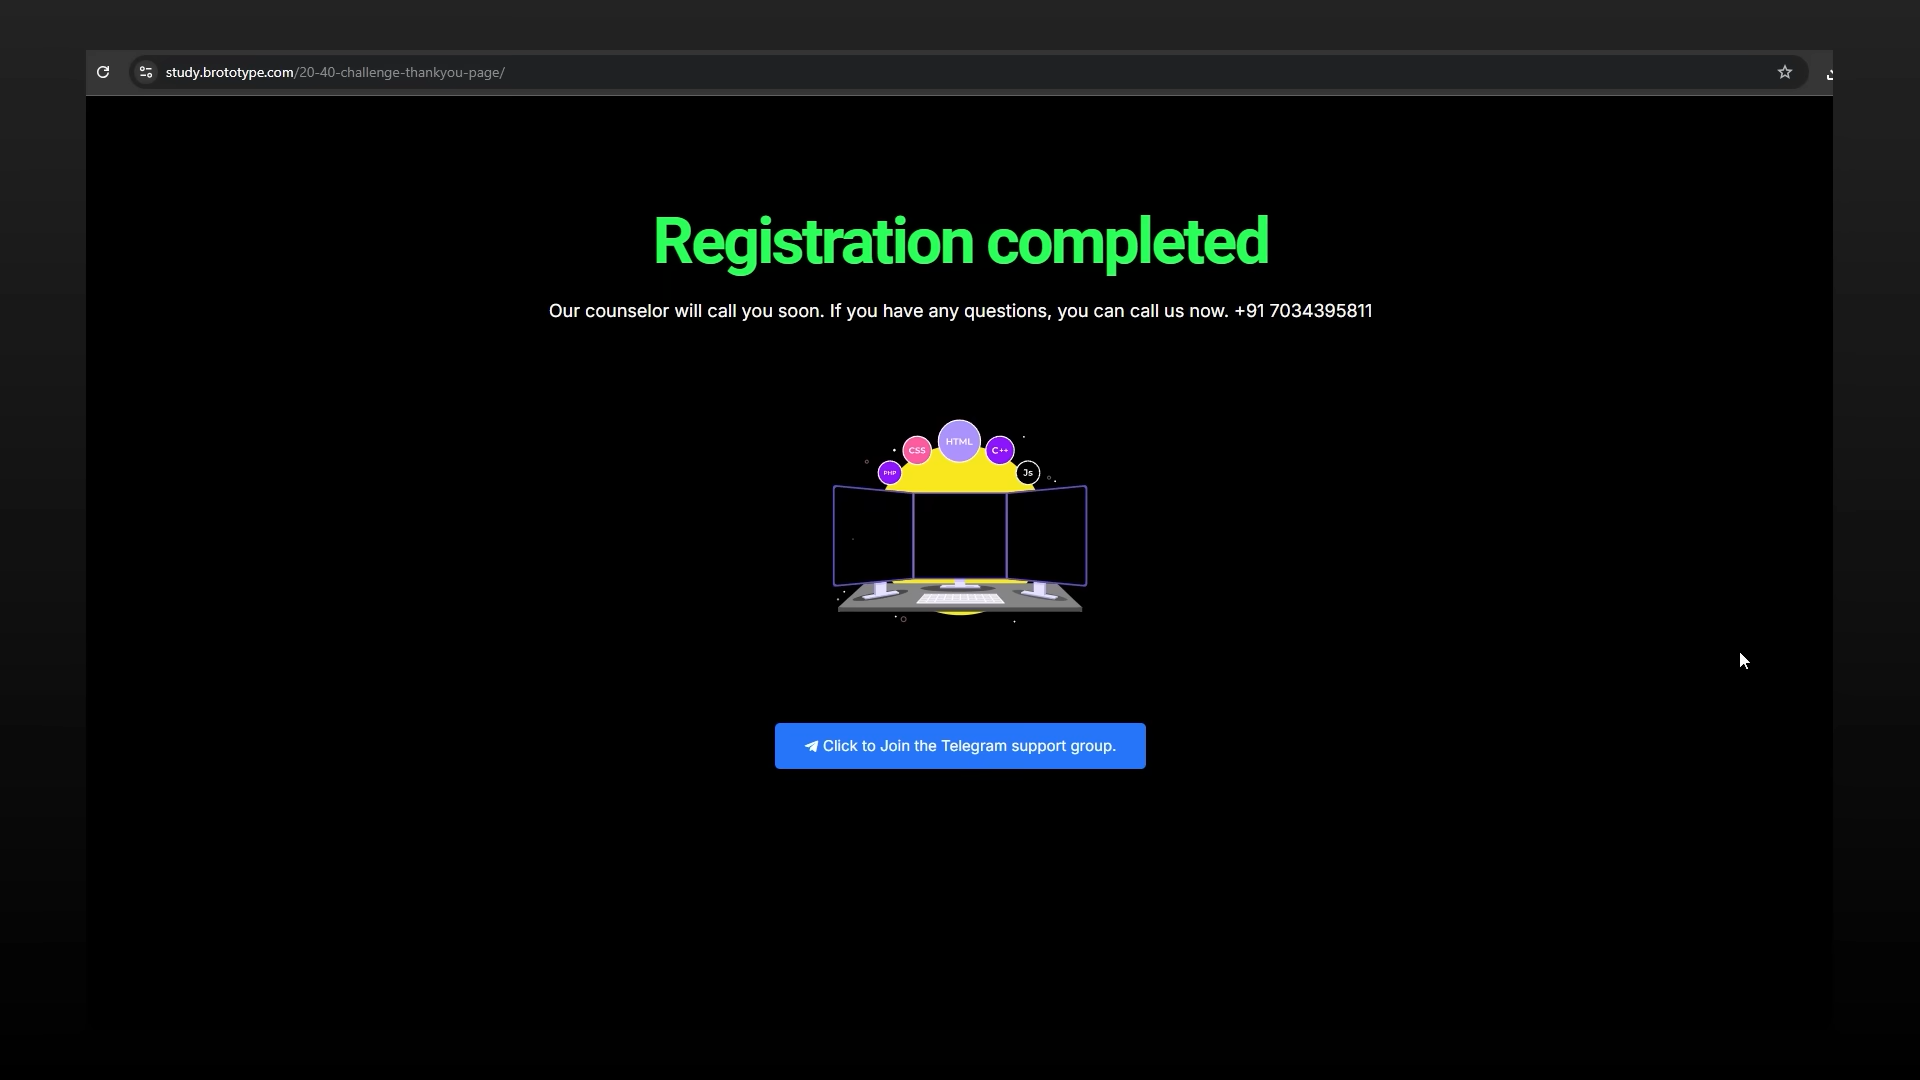 study.brototype.com/20-40-challenge-thankyou-page/
Registration completed
Our counselor will call you soon. If you have any questions, you can call us now. +91 7034395811
HTML
CSS
C++
PHP
Js
Click to Join the Telegram support group.